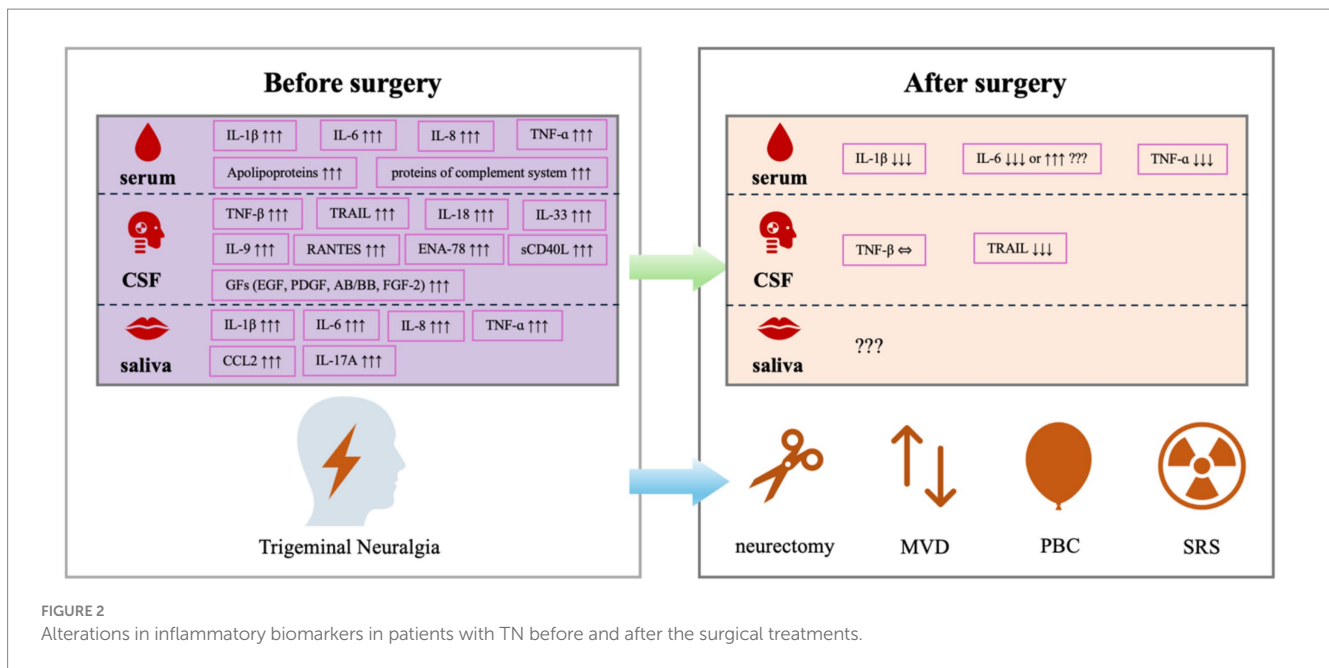 Before surgery
IL-1β ↑↑↑ IL-6 ↑↑↑ IL-8 ↑↑↑ TNF-α ↑↑↑
serum
Apolipoproteins ↑↑↑ proteins of complement system ↑↑↑
TNF-β ↑↑↑ TRAIL ↑↑↑ IL-18 ↑↑↑ IL-33 ↑↑↑
IL-9 ↑↑↑ RANTES ↑↑↑ ENA-78 ↑↑↑ sCD40L ↑↑↑
CSF
GFs (EGF, PDGF, AB/BB, FGF-2) ↑↑↑
IL-1β ↑↑↑ IL-6 ↑↑↑ IL-8 ↑↑↑ TNF-α ↑↑↑
saliva
CCL2 ↑↑↑ IL-17A ↑↑↑
Trigeminal Neuralgia
After surgery
IL-1β ↓↓↓ IL-6 ↓↓↓ or ↑↑↑ ??? TNF-α ↓↓↓
serum
TNF-β ⇔ TRAIL ↓↓↓
CSF
???
saliva
neurectomy MVD PBC SRS
FIGURE 2
Alterations in inflammatory biomarkers in patients with TN before and after the surgical treatments.